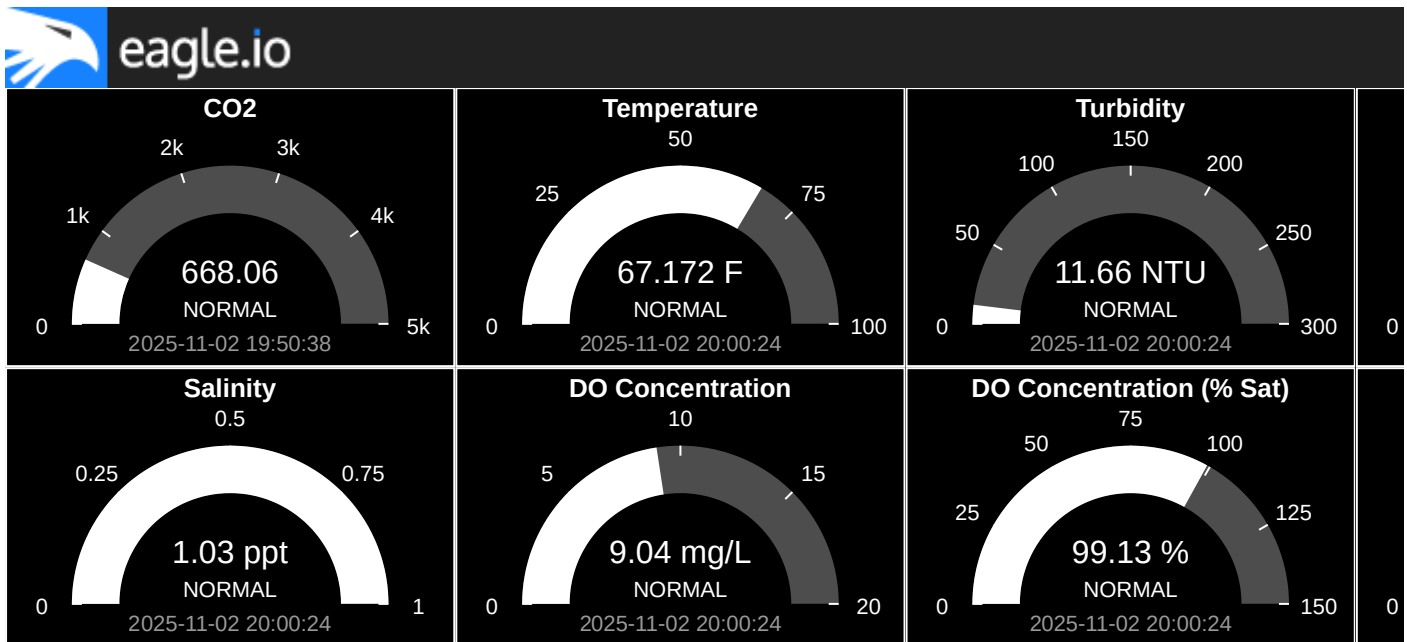 eagle.io
CO2
2k
3k
1k
4k
0
5k
668.06
NORMAL
2025-11-02 19:50:38
Temperature
50
25
75
0
100
67.172 F
NORMAL
2025-11-02 20:00:24
Turbidity
150
100
200
50
250
0
300
11.66 NTU
NORMAL
2025-11-02 20:00:24
0
Salinity
0.5
0.25
0.75
0
1
1.03 ppt
NORMAL
2025-11-02 20:00:24
DO Concentration
10
5
15
0
20
9.04 mg/L
NORMAL
2025-11-02 20:00:24
DO Concentration (% Sat)
75
50
100
25
125
0
150
99.13 %
NORMAL
2025-11-02 20:00:24
0